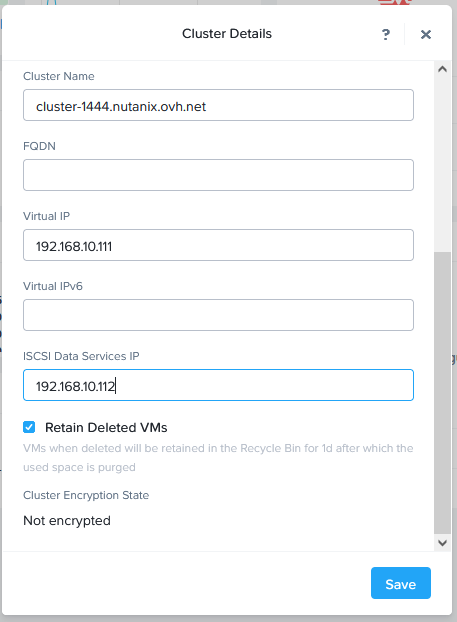 Cluster Details
?
Cluster Name
cluster-1444.nutanix.ovh.net
FQDN
Virtual IP
192.168.10.111
Virtual IPv6
ISCSI Data Services IP
192.168.10.112
Retain Deleted VMs
VMs when deleted will be retained in the Recycle Bin for 1d after which the
used space is purged
Cluster Encryption State
Not encrypted
Save